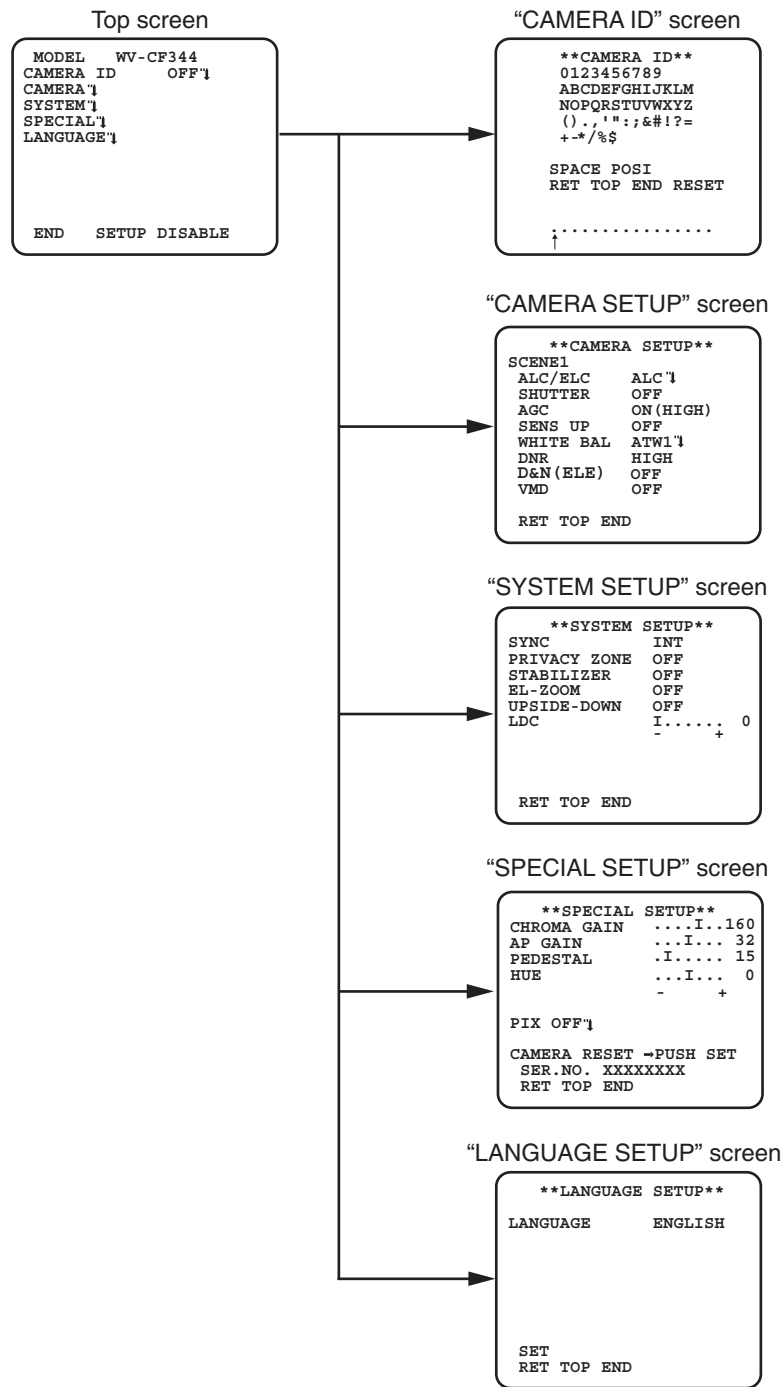 Top screen
MODEL WV-CF344
CAMERA ID OFF
CAMERA
SYSTEM
SPECIAL
LANGUAGE
END SETUP DISABLE
“CAMERA ID” screen
**CAMERA ID**
0123456789
ABCDEFGHIJKLM
NOPQRSTUVWXYZ
().,'":;&#!?=
+-*/%$
SPACE POSI
RET TOP END RESET
................
↑
“CAMERA SETUP” screen
**CAMERA SETUP**
SCENE1
ALC/ELC ALC
SHUTTER OFF
AGC ON(HIGH)
SENS UP OFF
WHITE BAL ATW1
DNR HIGH
D&N(ELE) OFF
VMD OFF
RET TOP END
“SYSTEM SETUP” screen
**SYSTEM SETUP**
SYNC INT
PRIVACY ZONE OFF
STABILIZER OFF
EL-ZOOM OFF
UPSIDE-DOWN OFF
LDC I...... 0
- +
RET TOP END
“SPECIAL SETUP” screen
**SPECIAL SETUP**
CHROMA GAIN ....I..160
AP GAIN ...I... 32
PEDESTAL .I..... 15
HUE ...I... 0
- +
PIX OFF
CAMERA RESET →PUSH SET
SER.NO. XXXXXXXX
RET TOP END
“LANGUAGE SETUP” screen
**LANGUAGE SETUP**
LANGUAGE ENGLISH
SET
RET TOP END